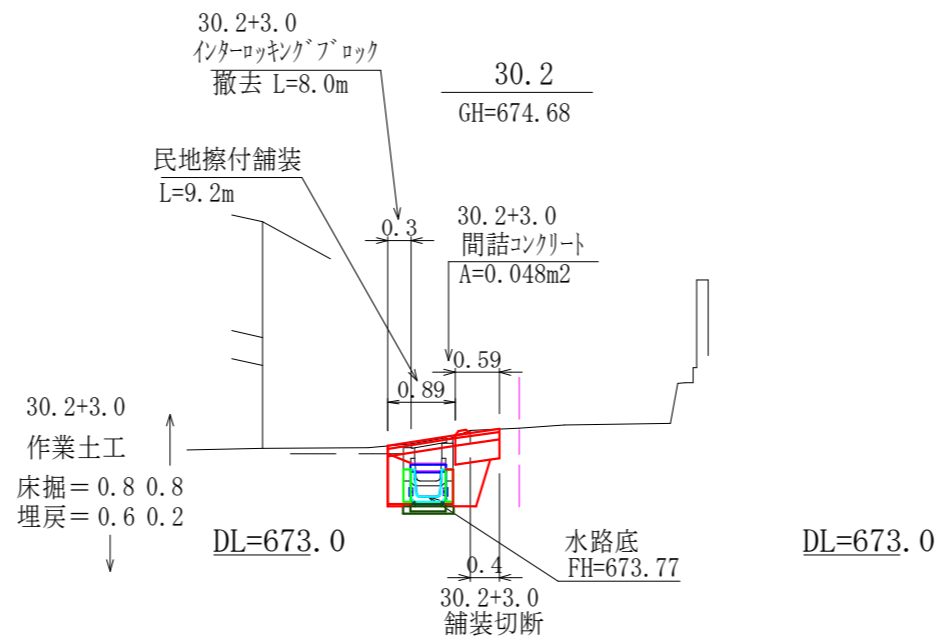 30.2+3.0
インターロッキングブロック
撤去 L=8.0m
30.2
GH=674.68
民地擦付舗装
L=9.2m
0.3
30.2+3.0
間詰コンクリート
A=0.048m2
0.59
0.89
30.2+3.0
作業土工
床掘＝0.8 0.8
埋戻＝0.6 0.2
DL=673.0
水路底
FH=673.77
DL=673.0
0.4
30.2+3.0
舗装切断